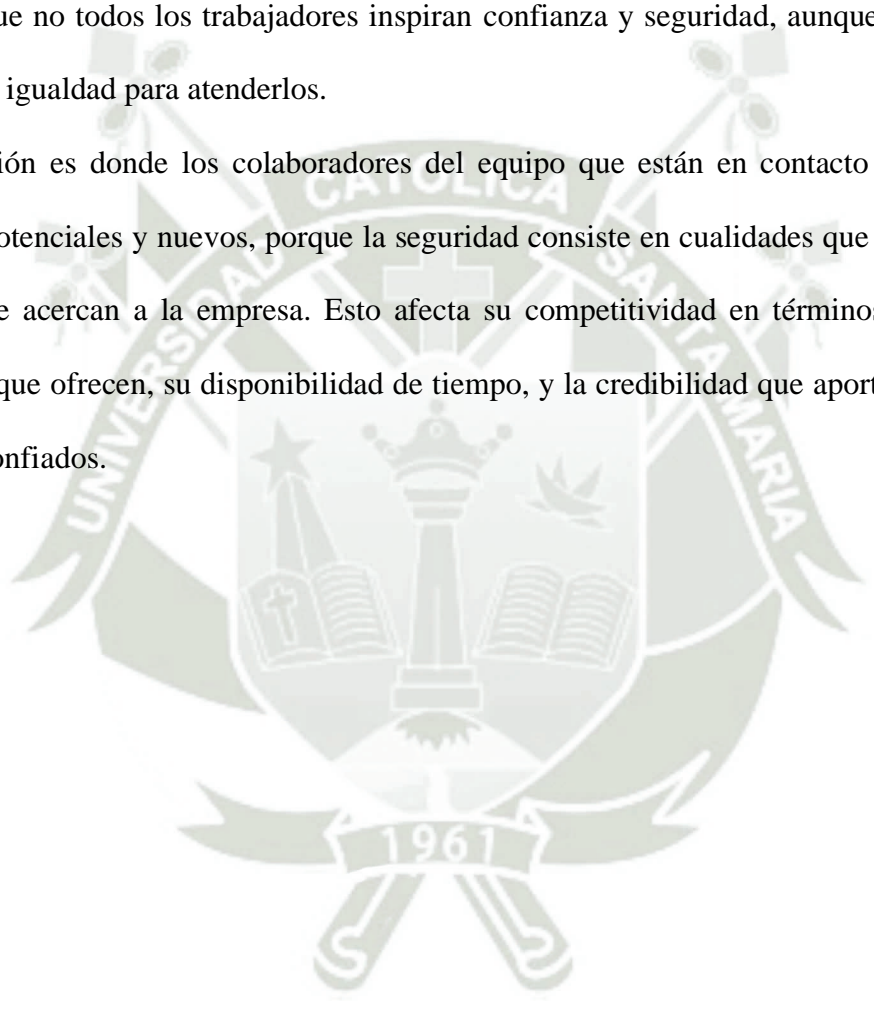 ue no todos los trabajadores inspiran confianza y seguridad, aunque
igualdad para atenderlos.
ión es donde los colaboradores del equipo que están en contacto
otenciales y nuevos, porque la seguridad consiste en cualidades que
e acercan a la empresa. Esto afecta su competitividad en términos
que ofrecen, su disponibilidad de tiempo, y la credibilidad que aport
onfiados.
UNIVERSIDAD CATOLICA SANTA MARIA
1961